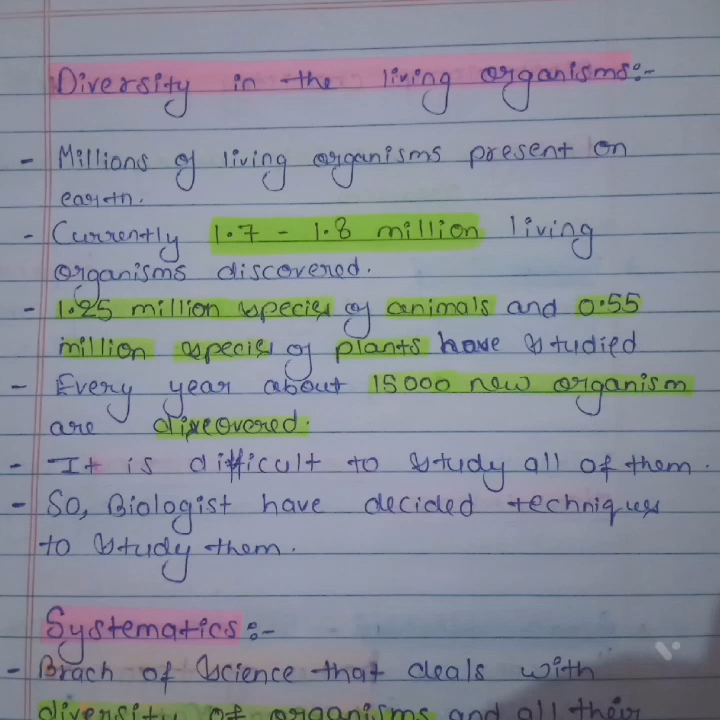 Diversity in the living organisms:-
- Millions of living organisms present on
earth.
- Currently 1.7 - 1.8 million living
organisms discovered.
- 1.25 million species of animals and 0.55
million species of plants have studied
- Every year about 15000 new organism
are discovered.
- It is difficult to study all of them.
- So, Biologist have decided techniques
to study them.
Systematics:-
- Brach of science that deals with
diversity of organisms and all their